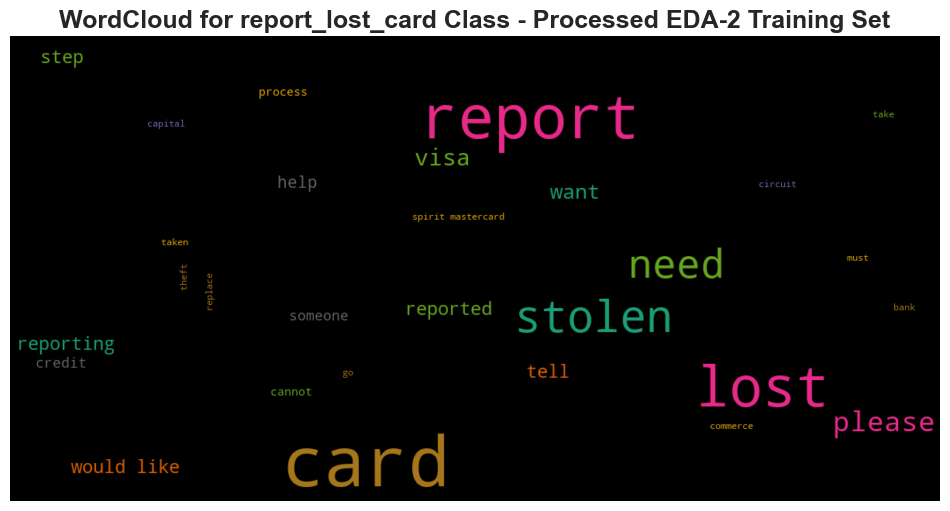 WordCloud for report_lost_card Class - Processed EDA-2 Training Set
step
process
report
take
capital
visa
help
want
circuit
spirit mastercard
taken
need
must
theft
replace
reported
stolen
bank
someone
reporting
credit
tell
go
cannot
lost
please
commerce
card
would like